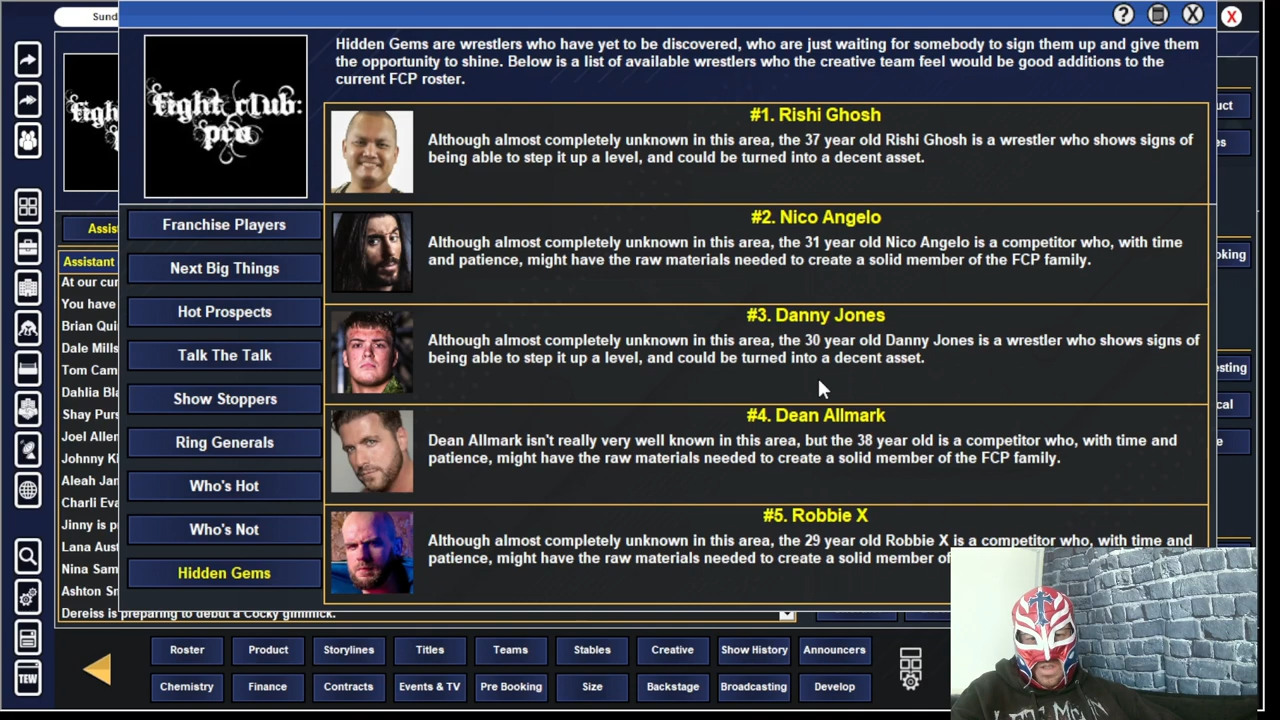 Sund
? X X
fight club:
pro
Hidden Gems are wrestlers who have yet to be discovered, who are just waiting for somebody to sign them up and give them
the opportunity to shine. Below is a list of available wrestlers who the creative team feel would be good additions to the
current FCP roster.
#1. Rishi Ghosh
Although almost completely unknown in this area, the 37 year old Rishi Ghosh is a wrestler who shows signs of
being able to step it up a level, and could be turned into a decent asset.
#2. Nico Angelo
Although almost completely unknown in this area, the 31 year old Nico Angelo is a competitor who, with time
and patience, might have the raw materials needed to create a solid member of the FCP family.
#3. Danny Jones
Although almost completely unknown in this area, the 30 year old Danny Jones is a wrestler who shows signs of
being able to step it up a level, and could be turned into a decent asset.
#4. Dean Allmark
Dean Allmark isn't really very well known in this area, but the 38 year old is a competitor who, with time and
patience, might have the raw materials needed to create a solid member of the FCP family.
#5. Robbie X
Although almost completely unknown in this area, the 29 year old Robbie X is a competitor who, with time and
patience, might have the raw materials needed to create a solid member of
Franchise Players
Next Big Things
Hot Prospects
Talk The Talk
Show Stoppers
Ring Generals
Who's Hot
Who's Not
Hidden Gems
figh
Assis
Assistant
At our cur
You have
Brian Qui
Dale Mills
Tom Cam
Dahlia Bla
Shay Purs
Joel Allen
Johnny Ki
Aleah Jan
Charli Eva
Jinny is p
Lana Aust
Nina Sam
Ashton Sn
Dereiss is preparing to debut a Cocky gimmick.
uct
es
oking
esting
cal
e
TEW
Roster Product Storylines Titles Teams Stables Creative Show History Announcers
Chemistry Finance Contracts Events & TV Pre Booking Size Backstage Broadcasting Develop